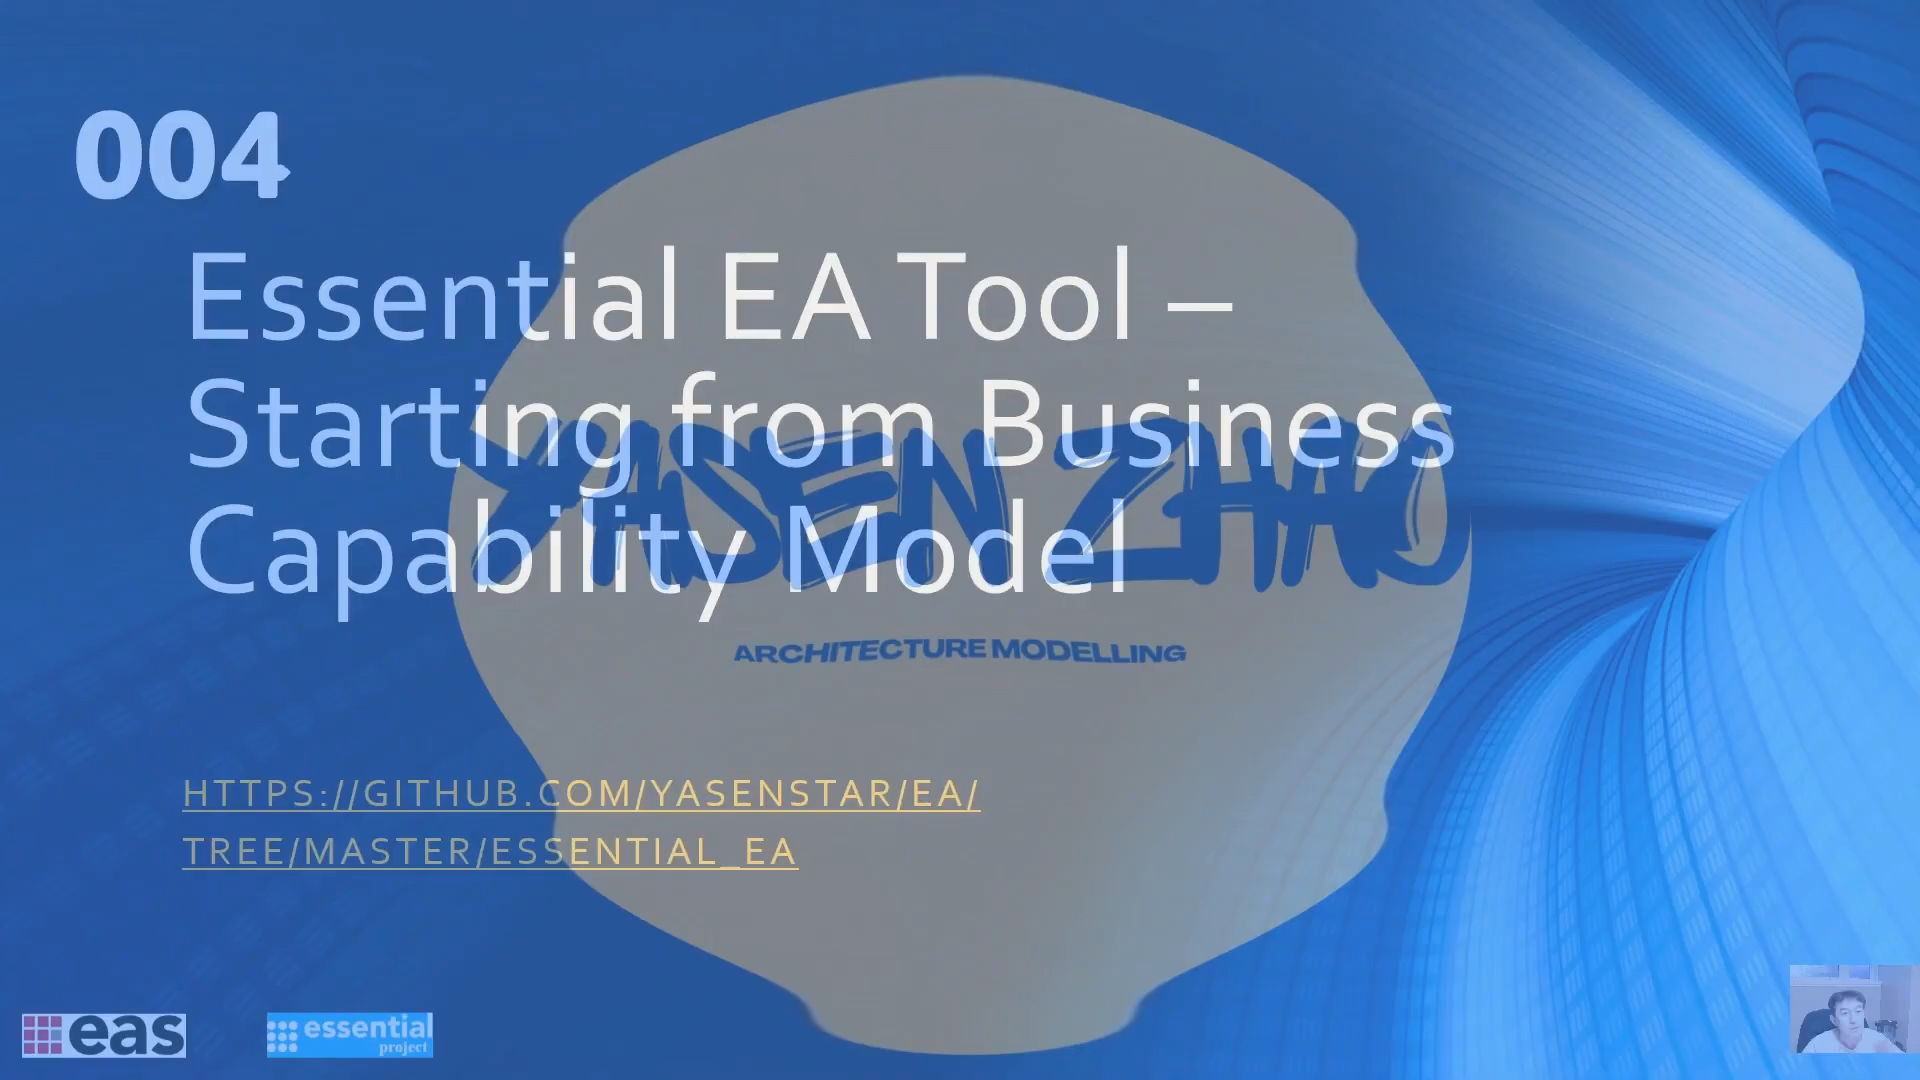 004
Essential EA Tool –
Starting from Business
Capability Model
YASEN ZHAO
ARCHITECTURE MODELLING
HTTPS://GITHUB.COM/YASENSTAR/EA/
TREE/MASTER/ESSENTIAL_EA
eas
essential
project